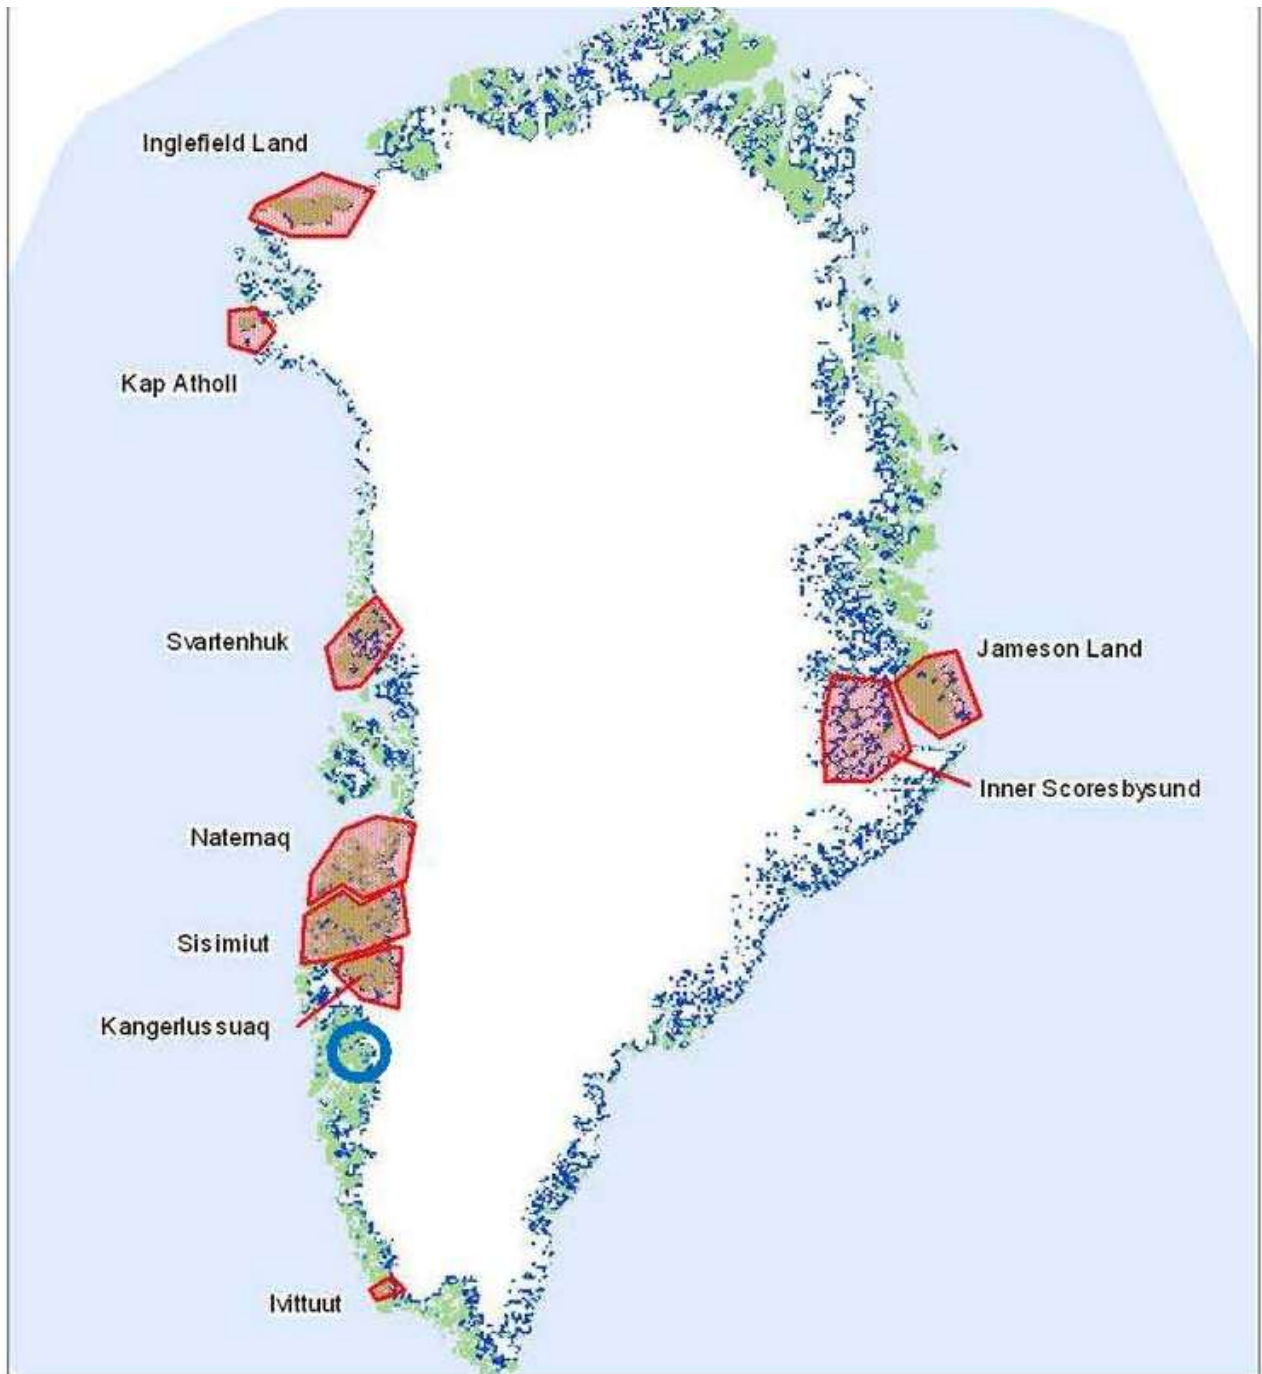 Inglefield Land
Kap Atholl
Svartenhuk
Jameson Land
Inner Scoresbysund
Naternaq
Sisimiut
Kangerlussuaq
Ivittuut